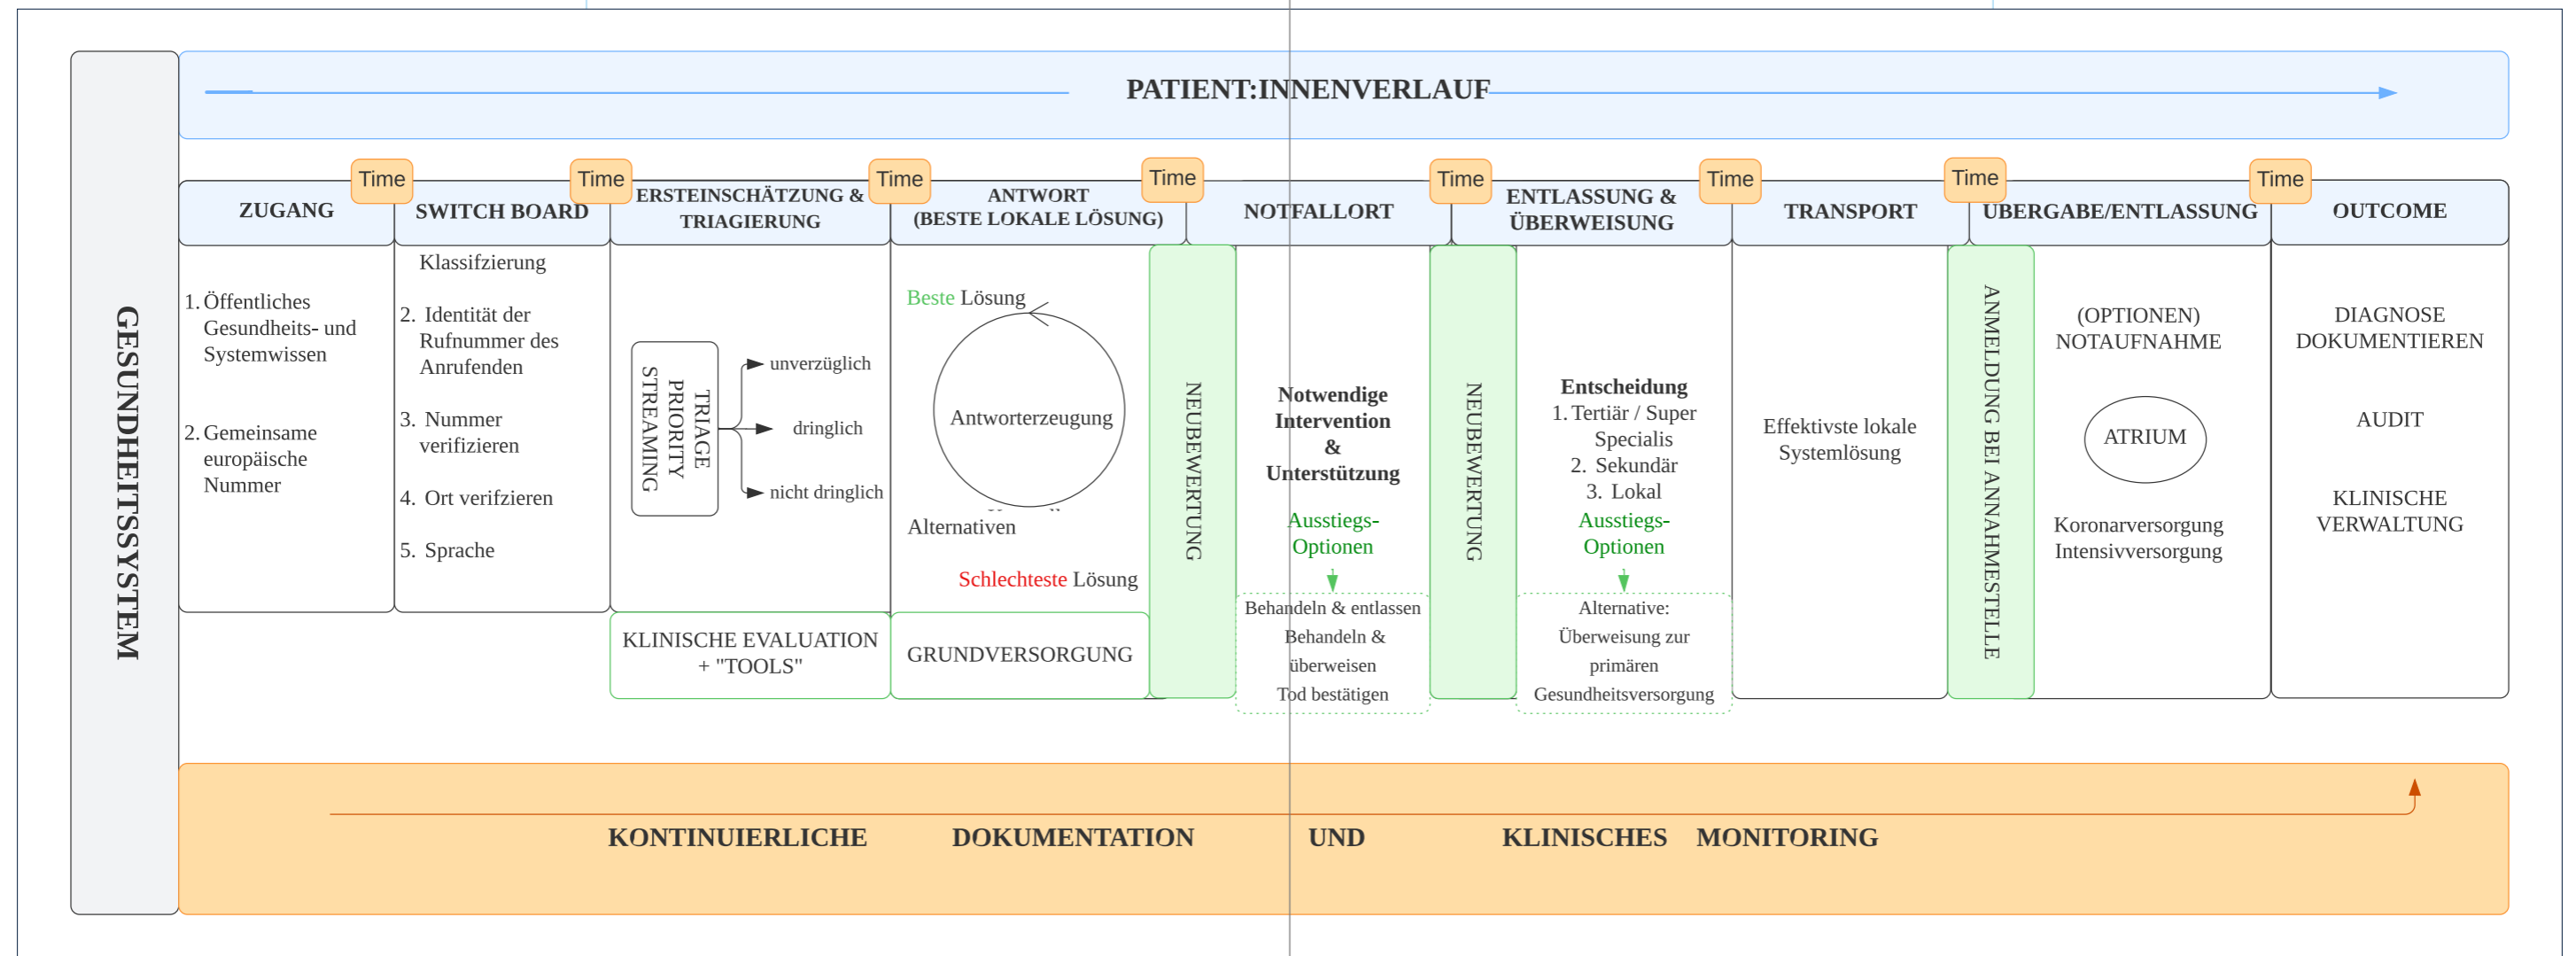 PATIENT:INNENVERLAUF
GESUNDHEITSSYSTEM
Time
Time
Time
Time
Time
Time
Time
Time
ZUGANG
SWITCH BOARD
ERSTEINSCHÄTZUNG &
TRIAGIERUNG
ANTWORT
(BESTE LOKALE LÖSUNG)
NOTFALLORT
ENTLASSUNG &
ÜBERWEISUNG
TRANSPORT
ÜBERGABE/ENTLASSUNG
OUTCOME
1. Öffentliches
Gesundheits- und
Systemwissen
2. Gemeinsame
europäische
Nummer
Klassifzierung
2. Identität der
Rufnummer des
Anrufenden
3. Nummer
verifizieren
4. Ort verifzieren
5. Sprache
TRIAGE
PRIORITY
STREAMING
unverzüglich
dringlich
nicht dringlich
KLINISCHE EVALUATION
+ "TOOLS"
Beste Lösung
Antworterzeugung
Alternativen
Schlechteste Lösung
GRUNDVERSORGUNG
NEUBEWERTUNG
Notwendige
Intervention
&
Unterstützung
Ausstiegs-
Optionen
Behandeln & entlassen
Behandeln &
überweisen
Tod bestätigen
NEUBEWERTUNG
Entscheidung
1. Tertiär / Super
Specialis
2. Sekundär
3. Lokal
Ausstiegs-
Optionen
Alternative:
Überweisung zur
primären
Gesundheitsversorgung
Effektivste lokale
Systemlösung
ANMELDUNG BEI ANNAHMESTELLE
(OPTIONEN)
NOTAUFNAHME
ATRIUM
Koronarversorgung
Intensivversorgung
DIAGNOSE
DOKUMENTIEREN
AUDIT
KLINISCHE
VERWALTUNG
KONTINUIERLICHE DOKUMENTATION UND KLINISCHES MONITORING